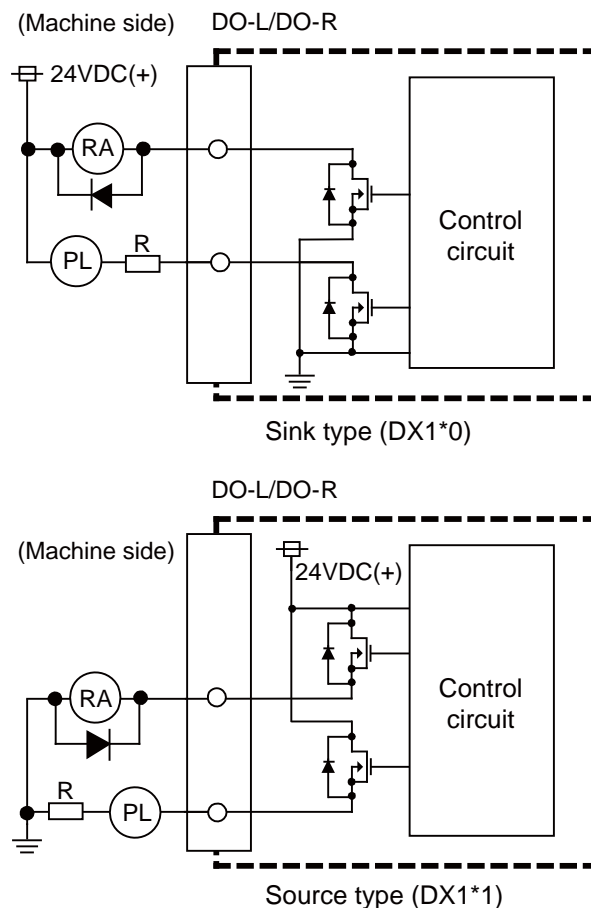 (Machine side)
DO-L/DO-R
24VDC(+)
RA
R
PL
Control
circuit
Sink type (DX1*0)
DO-L/DO-R
(Machine side)
24VDC(+)
RA
Control
circuit
R
PL
Source type (DX1*1)